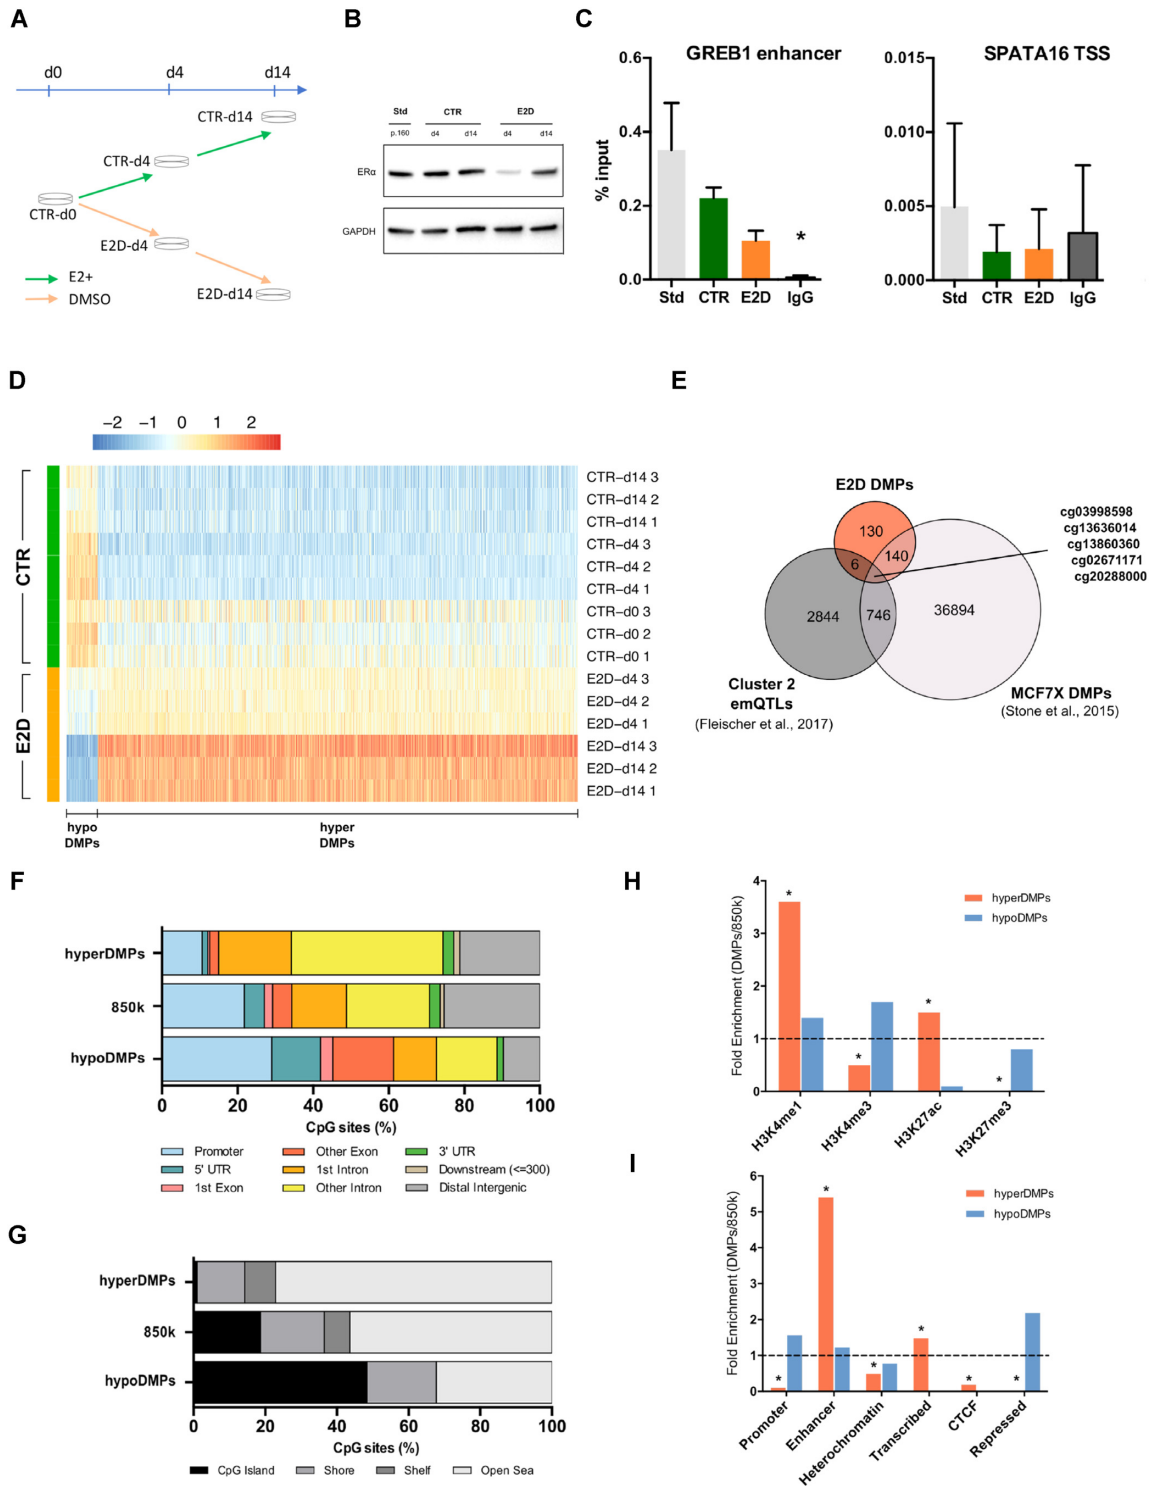 A
d0 d4 d14
CTR-d14
CTR-d4
CTR-d0
E2D-d4
E2+
DMSO
E2D-d14
B
Std CTR E2D
p.160 d4 d14 d4 d14
ERα
GAPDH
C
GREB1 enhancer
% input
0.6
0.4
0.2
0.0
*
Std CTR E2D IgG
SPATA16 TSS
0.015
0.010
0.005
0.000
Std CTR E2D IgG
D
−2 −1 0 1 2
CTR
E2D
CTR−d14 3
CTR−d14 2
CTR−d14 1
CTR−d4 3
CTR−d4 2
CTR−d4 1
CTR−d0 3
CTR−d0 2
CTR−d0 1
E2D−d4 3
E2D−d4 2
E2D−d4 1
E2D−d14 3
E2D−d14 2
E2D−d14 1
hypo
DMPs
hyper
DMPs
E
E2D DMPs
130
6
140
2844
746
36894
cg03998598
cg13636014
cg13860360
cg02671171
cg20288000
Cluster 2
emQTLs
(Fleischer et al., 2017)
MCF7X DMPs
(Stone et al., 2015)
F
hyperDMPs
850k
hypoDMPs
0 20 40 60 80 100
CpG sites (%)
Promoter Other Exon 3' UTR
5' UTR 1st Intron Downstream (<=300)
1st Exon Other Intron Distal Intergenic
G
hyperDMPs
850k
hypoDMPs
0 20 40 60 80 100
CpG sites (%)
CpG Island Shore Shelf Open Sea
H
Fold Enrichment (DMPs/850k)
4
3
2
1
0
* * * *
hyperDMPs
hypoDMPs
H3K4me1 H3K4me3 H3K27ac H3K27me3
I
Fold Enrichment (DMPs/850k)
6
5
4
3
2
1
0
* * * * * *
hyperDMPs
hypoDMPs
Promoter Enhancer Heterochromatin Transcribed CTCF Repressed